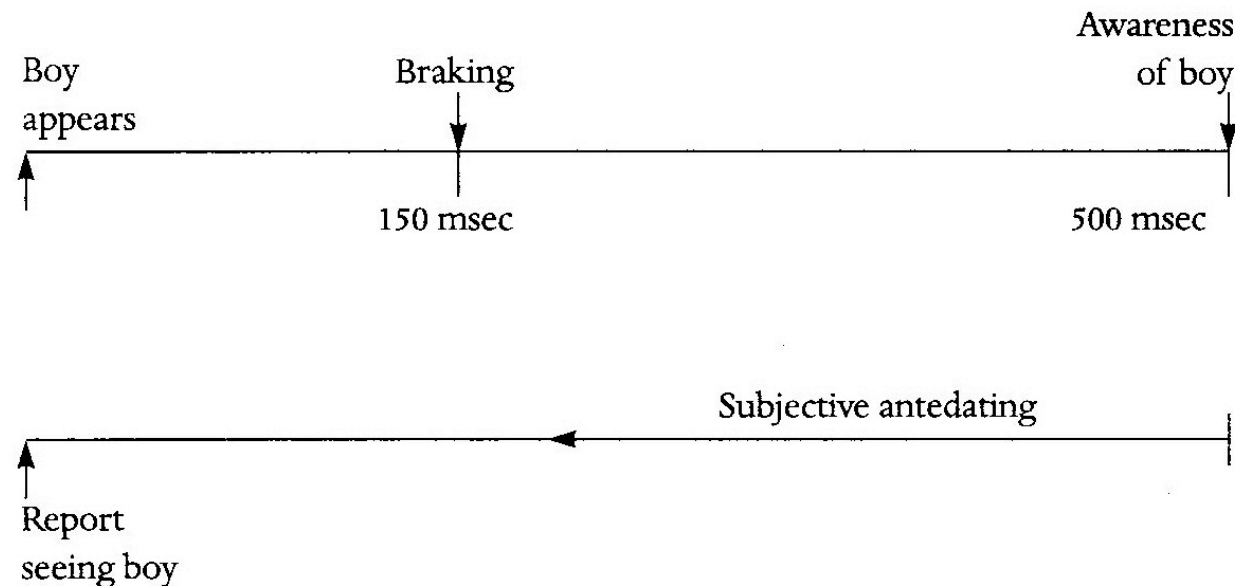 Boy
appears
Braking
Awareness
of boy
150 msec
500 msec
Subjective antedating
Report
seeing boy